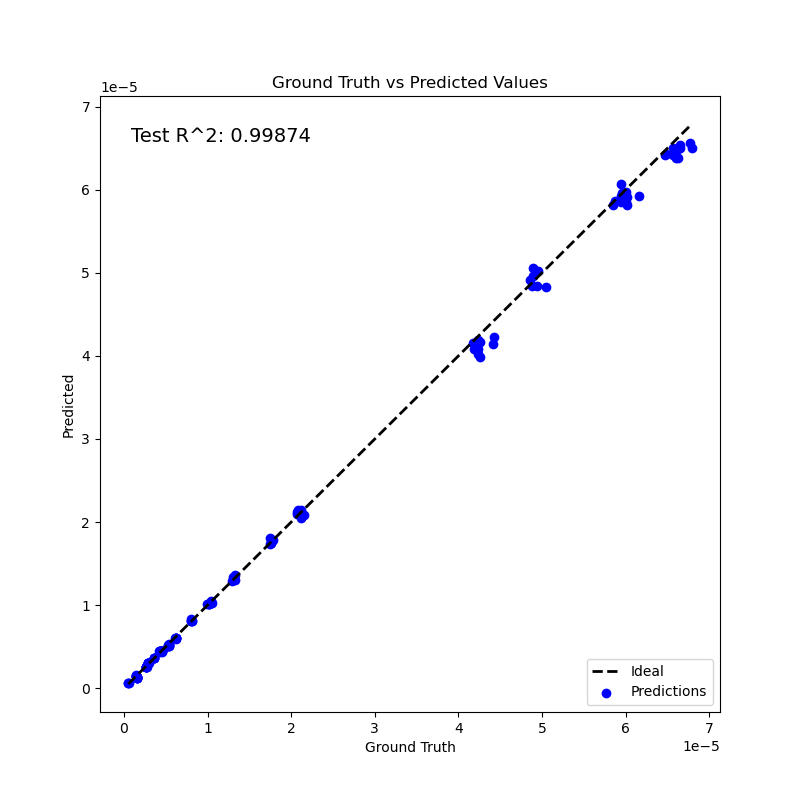 Ground Truth vs Predicted Values
1e−5
Test R^2: 0.99874
7
6
5
4
3
2
1
0
Predicted
Ideal
Predictions
0 1 2 3 4 5 6 7
Ground Truth
1e−5